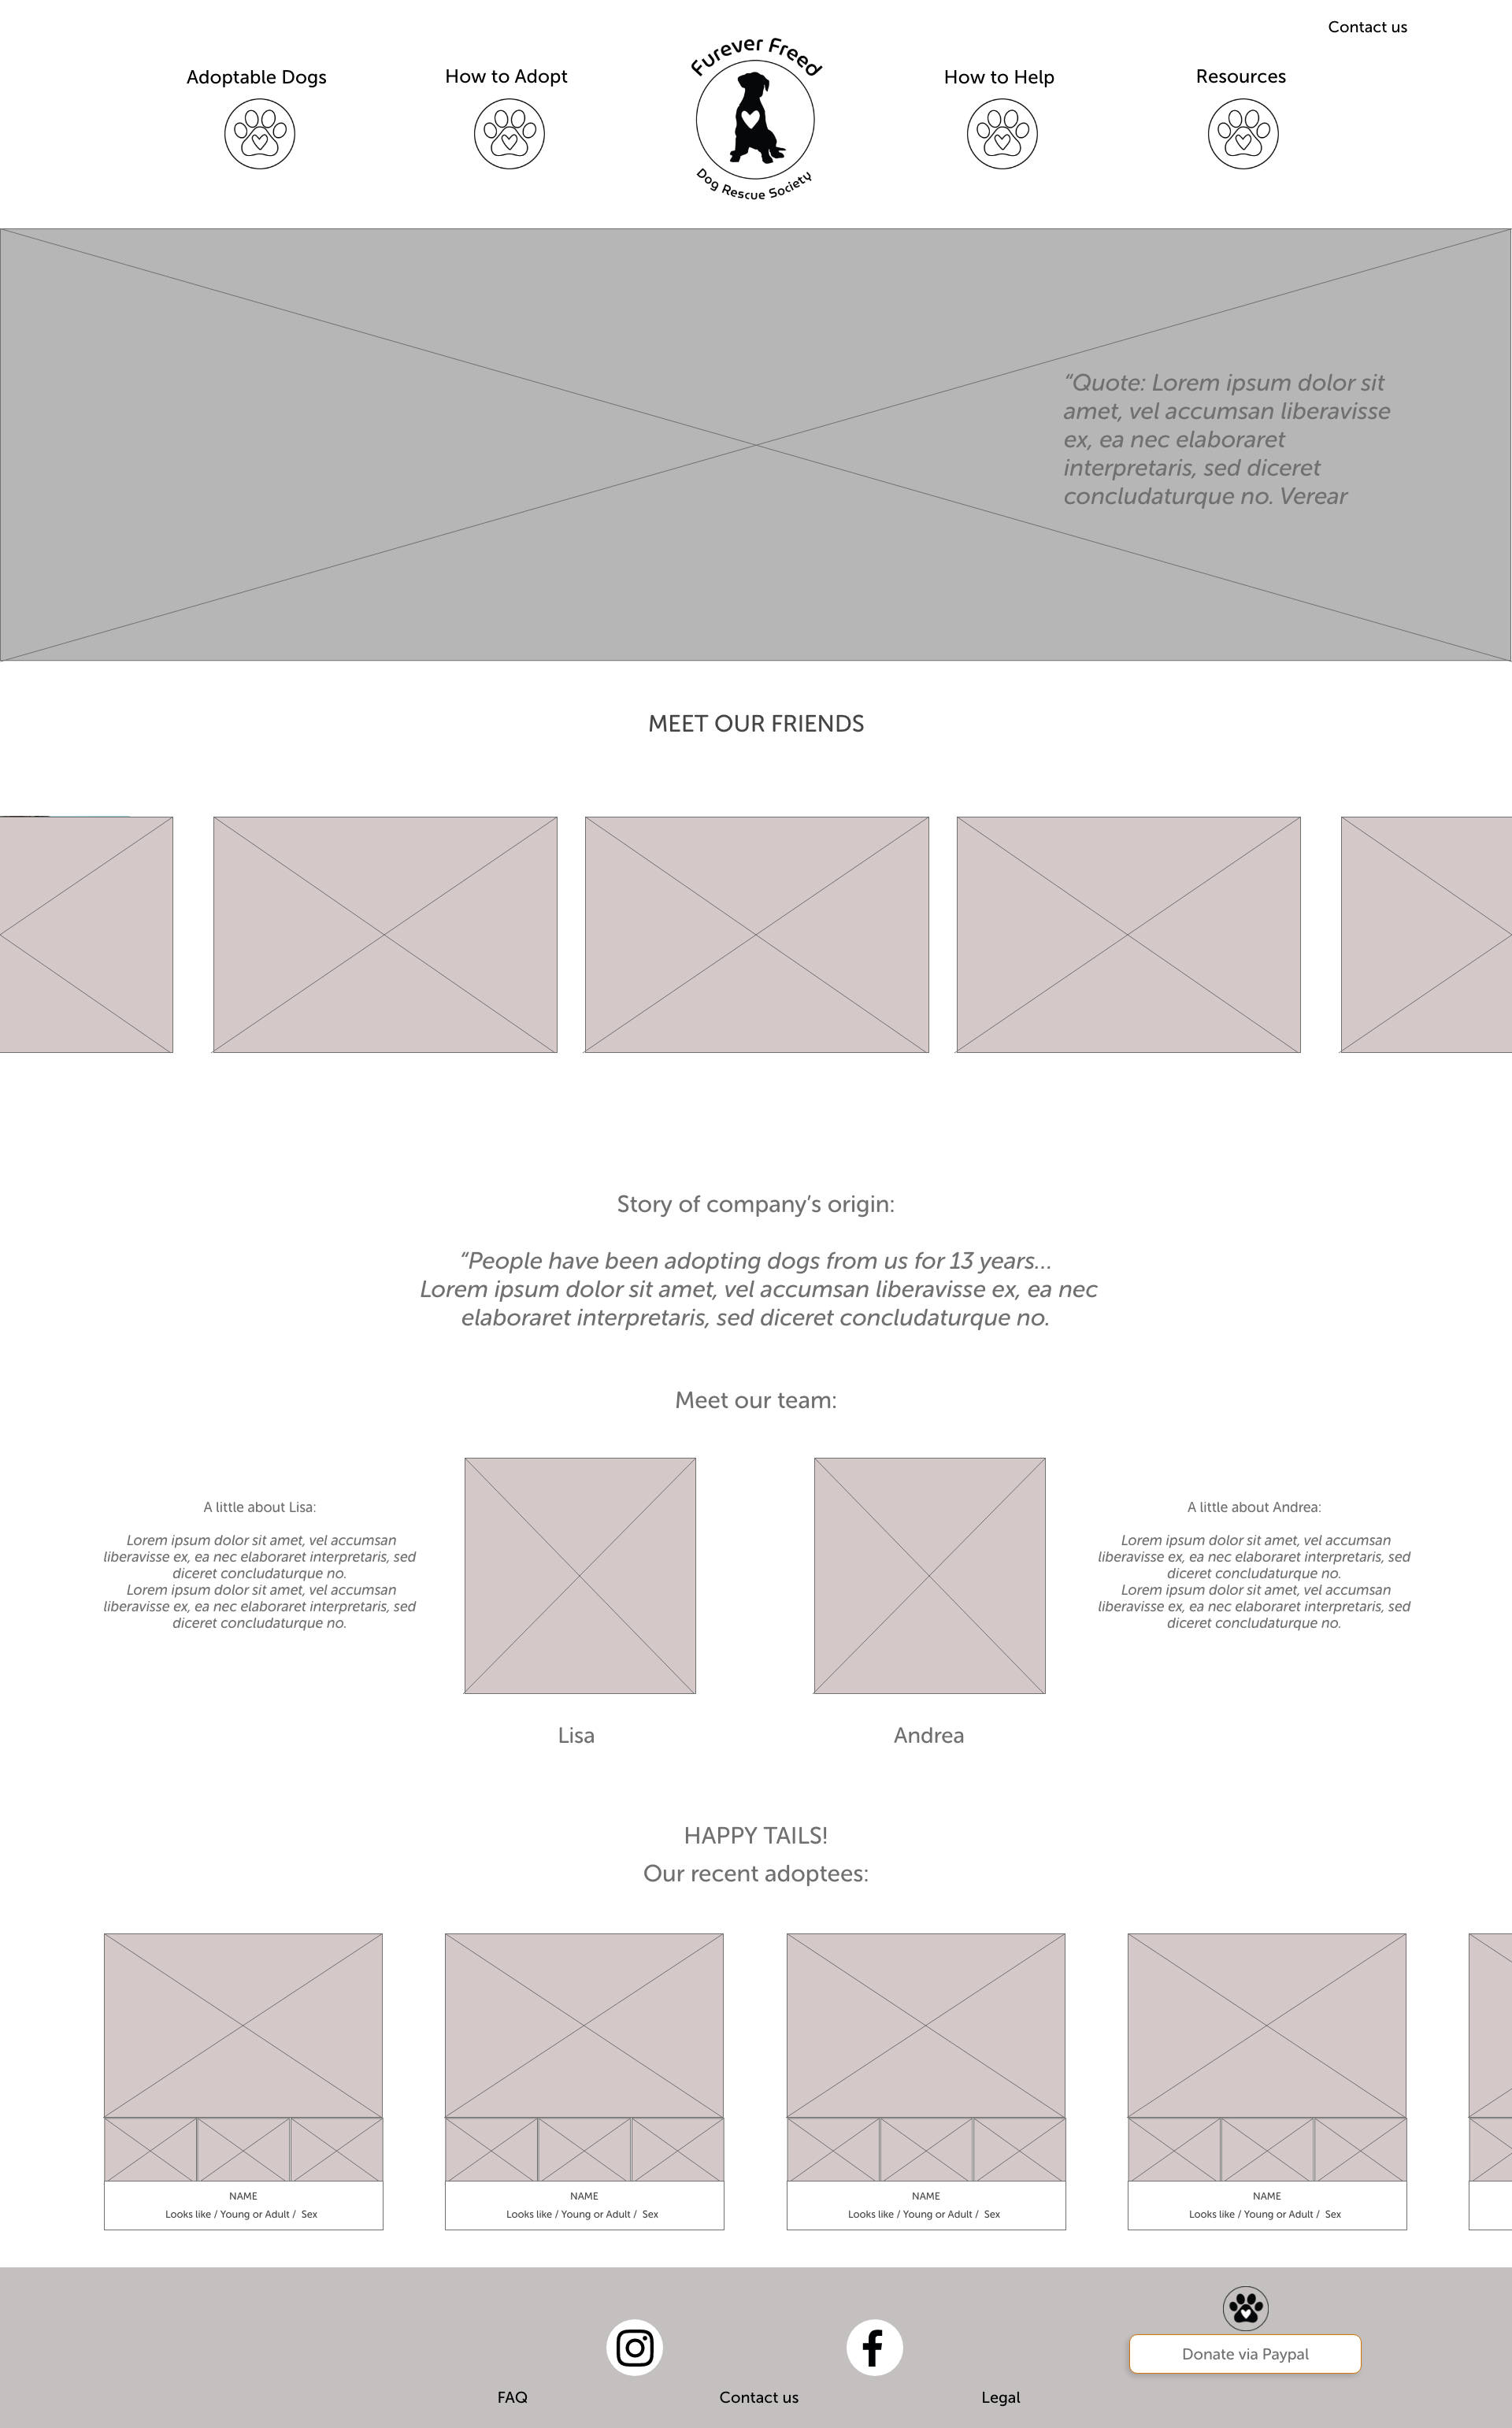 Contact us
Adoptable Dogs
How to Adopt
Furever Freed
Dog Rescue Society
How to Help
Resources
“Quote: Lorem ipsum dolor sit
amet, vel accumsan liberavisse
ex, ea nec elaboraret
interpretaris, sed diceret
concludaturque no. Verear
MEET OUR FRIENDS
Story of company’s origin:
“People have been adopting dogs from us for 13 years...
Lorem ipsum dolor sit amet, vel accumsan liberavisse ex, ea nec
elaboraret interpretaris, sed diceret concludaturque no.
Meet our team:
A little about Lisa:
Lorem ipsum dolor sit amet, vel accumsan
liberavisse ex, ea nec elaboraret interpretaris, sed
diceret concludaturque no.
Lorem ipsum dolor sit amet, vel accumsan
liberavisse ex, ea nec elaboraret interpretaris, sed
diceret concludaturque no.
Lisa
Andrea
A little about Andrea:
Lorem ipsum dolor sit amet, vel accumsan
liberavisse ex, ea nec elaboraret interpretaris, sed
diceret concludaturque no.
Lorem ipsum dolor sit amet, vel accumsan
liberavisse ex, ea nec elaboraret interpretaris, sed
diceret concludaturque no.
HAPPY TAILS!
Our recent adoptees:
NAME
Looks like / Young or Adult / Sex
NAME
Looks like / Young or Adult / Sex
NAME
Looks like / Young or Adult / Sex
NAME
Looks like / Young or Adult / Sex
Donate via Paypal
FAQ
Contact us
Legal